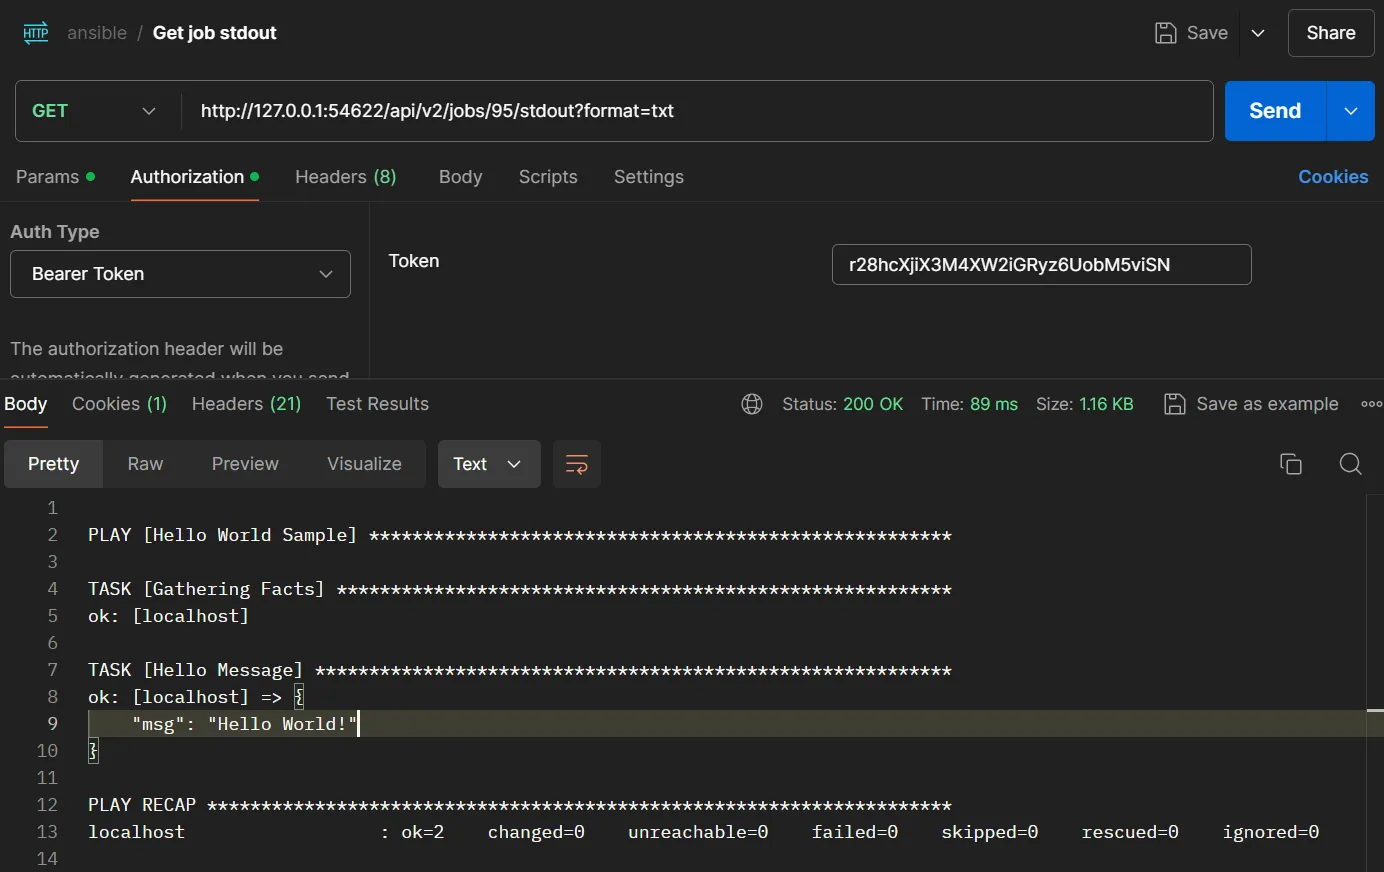 HTTP ansible / Get job stdout Save Share
GET http://127.0.0.1:54622/api/v2/jobs/95/stdout?format=txt Send
Params Authorization Headers (8) Body Scripts Settings Cookies
Auth Type
Bearer Token
Token r28hcXjiX3M4XW2iGRyz6UobM5viSN
The authorization header will be
automatically generated when you send
Body Cookies (1) Headers (21) Test Results Status: 200 OK Time: 89 ms Size: 1.16 KB Save as example
Pretty Raw Preview Visualize Text
1
2 PLAY [Hello World Sample] ******************************************************
3
4 TASK [Gathering Facts] *********************************************************
5 ok: [localhost]
6
7 TASK [Hello Message] ***********************************************************
8 ok: [localhost] => {
9 "msg": "Hello World!"
10 }
11
12 PLAY RECAP *********************************************************************
13 localhost : ok=2 changed=0 unreachable=0 failed=0 skipped=0 rescued=0 ignored=0
14